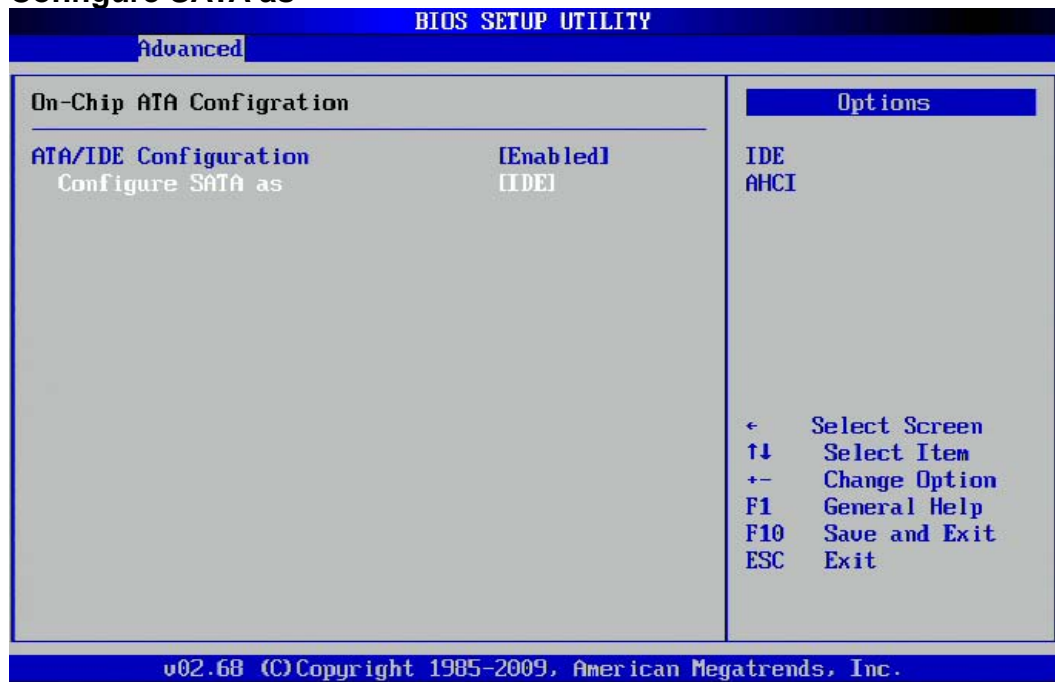 Configure SATA as
BIOS SETUP UTILITY
Advanced
On-Chip ATA Configration
ATA/IDE Configuration [Enabled]
Configure SATA as [IDE]
Options
IDE
AHCI
← Select Screen
↑↓ Select Item
+- Change Option
F1 General Help
F10 Save and Exit
ESC Exit
v02.68 (C)Copyright 1985-2009, American Megatrends, Inc.